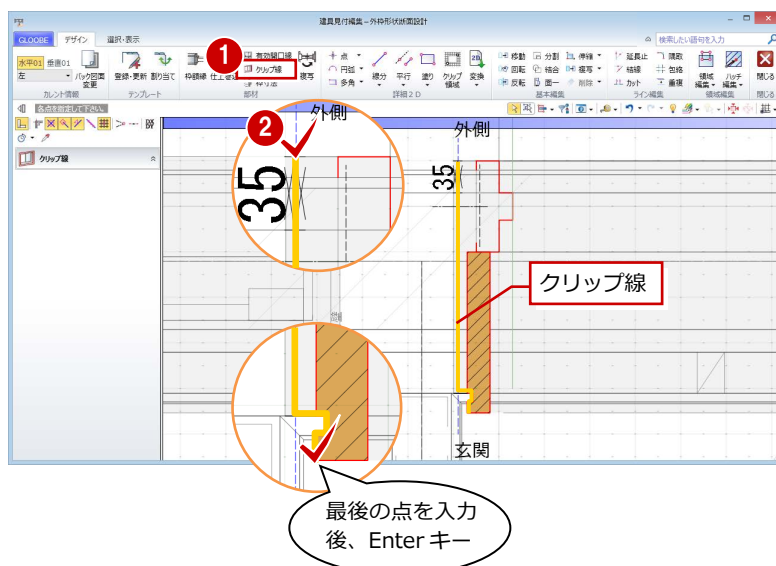 建具見付編集 – 外枠形状断面設計
GLOOBE デザイン 選択・表示
検索したい語句を入力
水平01 垂直01
左
バック図面
変更
登録・更新 割り当て
枠額縁
有効開口線
クリップ線
複写
点
円弧
多角
線分 平行 塗り クリップ
領域
変換
移動 分割 伸縮
回転 結合 複写
反転 面一 削除
延長止 隅取
結線 包絡
カット 重複
領域
編集
ハッチ
編集
閉じる
カレント情報 テンプレート 部材 詳細2D 基本編集 ライン編集 領域編集 閉じる
1
各点を指定して下さい。
クリップ線
2
外側
35
外側
35
クリップ線
玄関
最後の点を入力
後、Enter キー